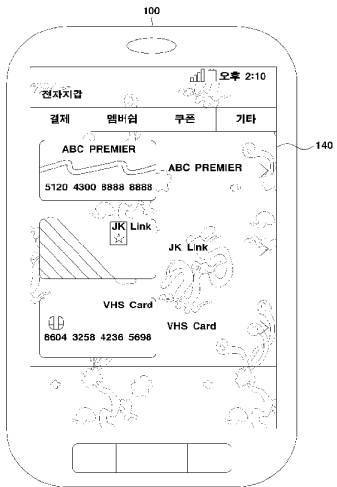 100
오후 2:10
전자지갑
결제 멤버쉽 쿠폰 기타
140
ABC PREMIER
ABC PREMIER
5120 4300 8888 8888
JK Link
JK Link
VHS Card
VHS Card
8604 3258 4236 5698